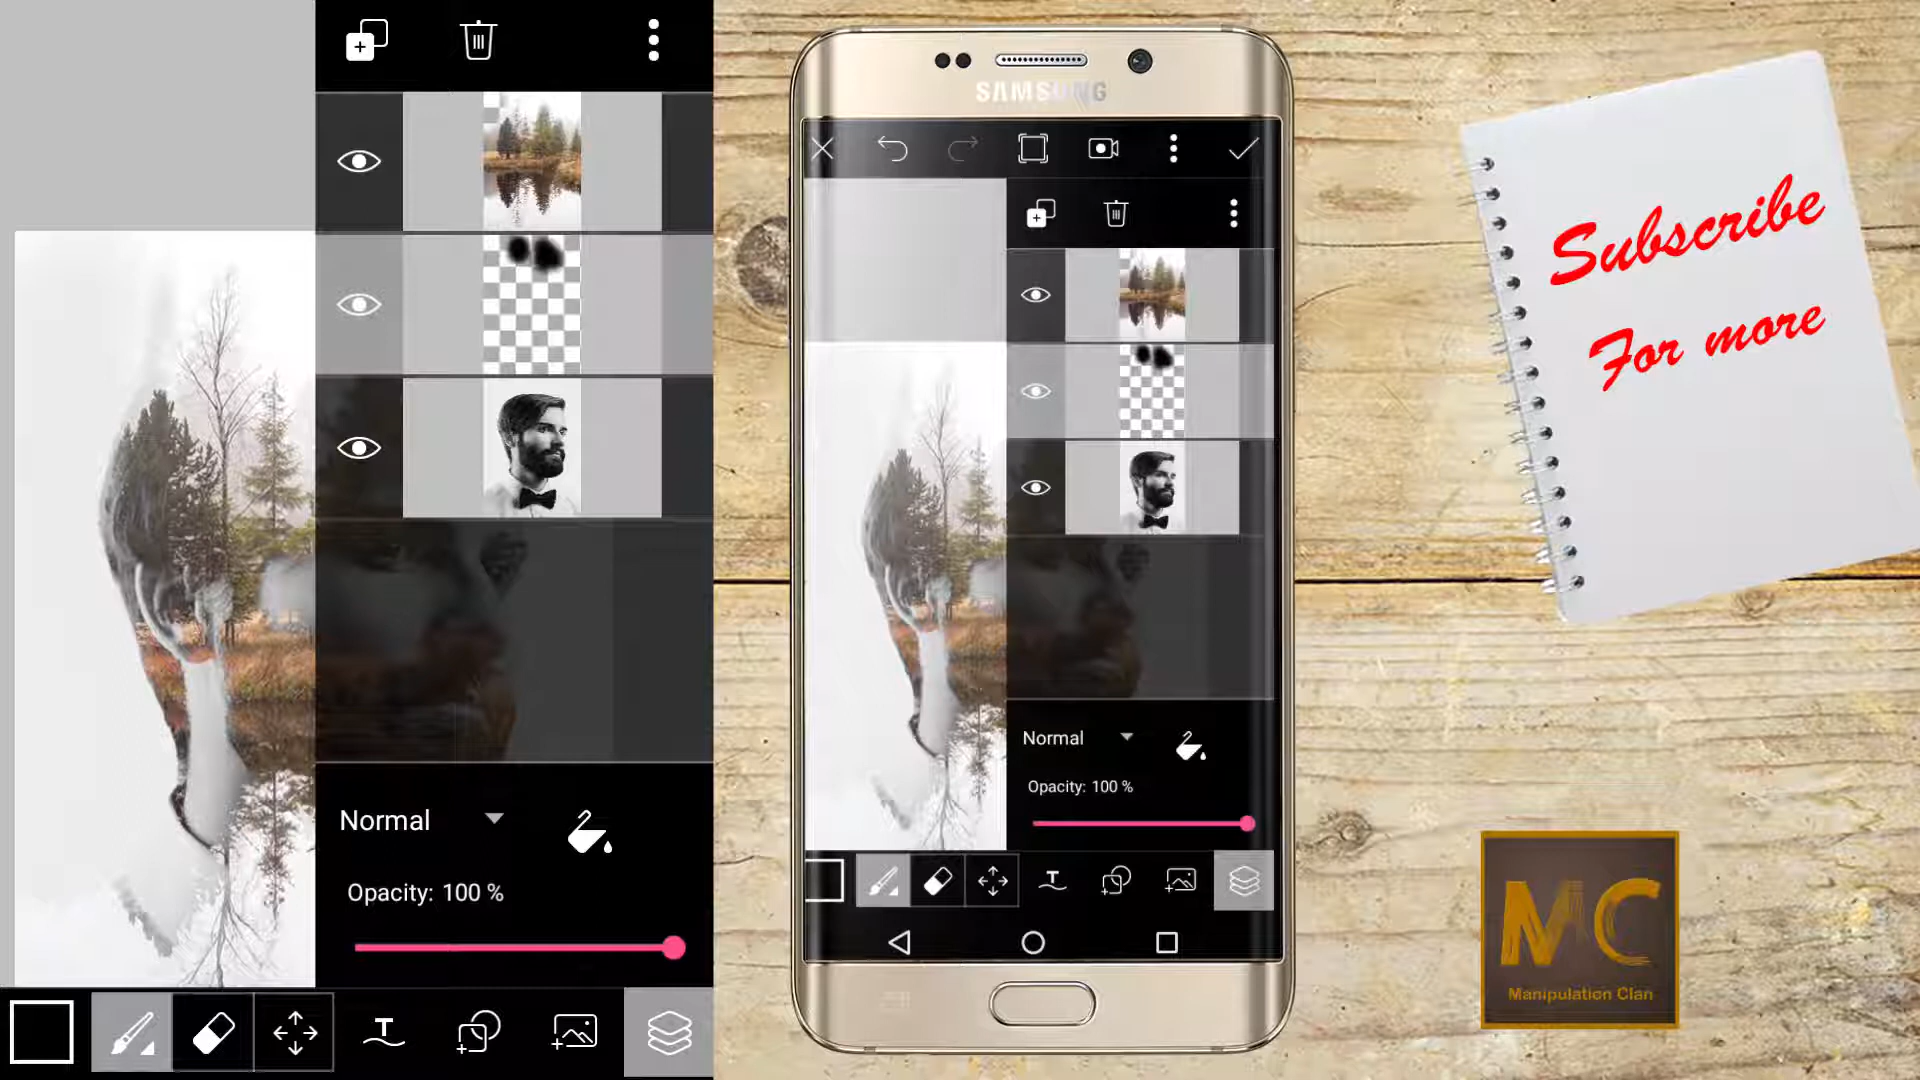 Normal
Opacity: 100 %
T
SAMSUNG
Normal
Opacity: 100 %
T
Subscribe
For more
MC
Manipulation Clan